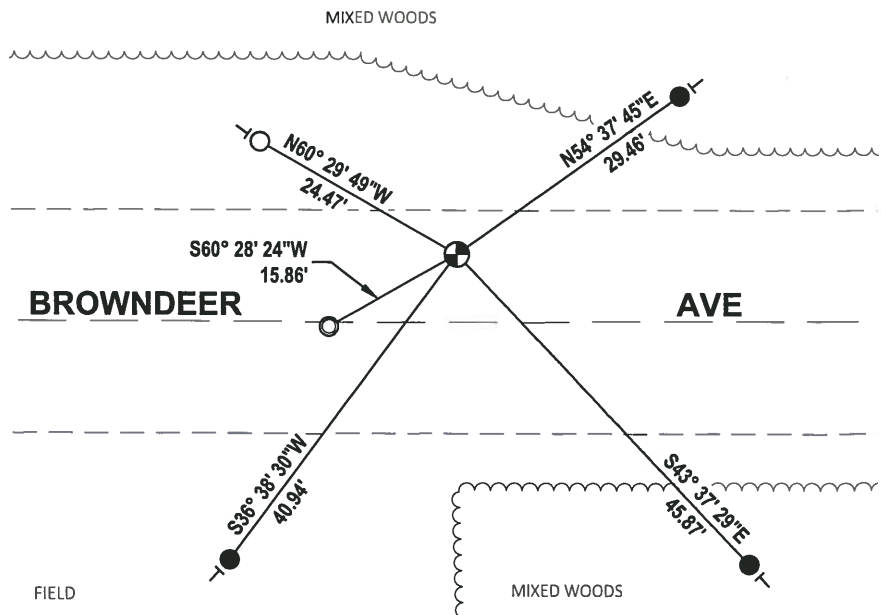 MIXED WOODS
N54° 37' 45"E
29.46'
N60° 29' 49"W
24.47'
S60° 28' 24"W
15.86'
BROWNDEER AVE
S36° 38' 30"W
40.94'
S43° 37' 29"E
45.87'
FIELD
MIXED WOODS